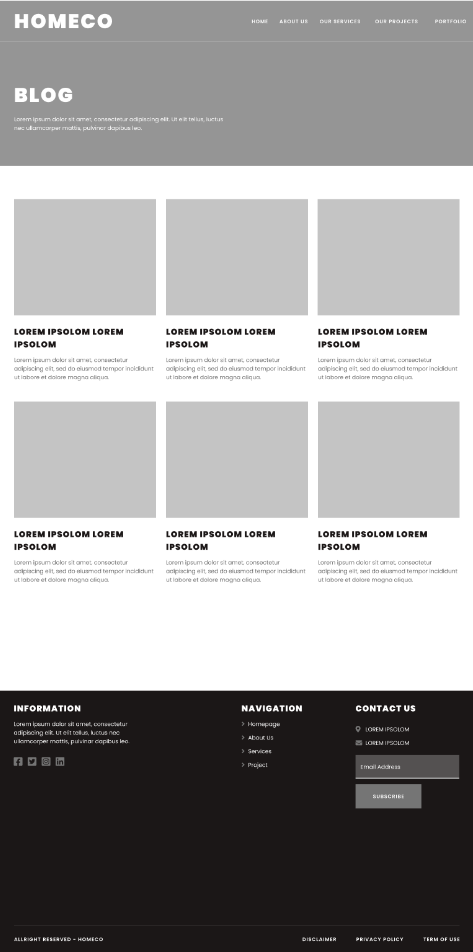 HOMECO
HOME ABOUT US OUR SERVICES OUR PROJECTS PORTFOLIO
BLOG
Lorem ipsum dolor sit amet, consectetur adipiscing elit. Ut elit tellus, luctus
nec ullamcorper mattis, pulvinar dapibus leo.
LOREM IPSOLOM LOREM
IPSOLOM
Lorem ipsum dolor sit amet, consectetur
adipiscing elit, sed do eiusmod tempor incididunt
ut labore et dolore magna aliqua.
LOREM IPSOLOM LOREM
IPSOLOM
Lorem ipsum dolor sit amet, consectetur
adipiscing elit, sed do eiusmod tempor incididunt
ut labore et dolore magna aliqua.
LOREM IPSOLOM LOREM
IPSOLOM
Lorem ipsum dolor sit amet, consectetur
adipiscing elit, sed do eiusmod tempor incididunt
ut labore et dolore magna aliqua.
LOREM IPSOLOM LOREM
IPSOLOM
Lorem ipsum dolor sit amet, consectetur
adipiscing elit, sed do eiusmod tempor incididunt
ut labore et dolore magna aliqua.
LOREM IPSOLOM LOREM
IPSOLOM
Lorem ipsum dolor sit amet, consectetur
adipiscing elit, sed do eiusmod tempor incididunt
ut labore et dolore magna aliqua.
LOREM IPSOLOM LOREM
IPSOLOM
Lorem ipsum dolor sit amet, consectetur
adipiscing elit, sed do eiusmod tempor incididunt
ut labore et dolore magna aliqua.
INFORMATION
Lorem ipsum dolor sit amet, consectetur
adipiscing elit. Ut elit tellus, luctus nec
ullamcorper mattis, pulvinar dapibus leo.
NAVIGATION
Homepage
About Us
Services
Project
CONTACT US
LOREM IPSOLOM
LOREM IPSOLOM
Email Address
SUBSCRIBE
ALLRIGHT RESERVED - HOMECO
DISCLAIMER PRIVACY POLICY TERM OF USE